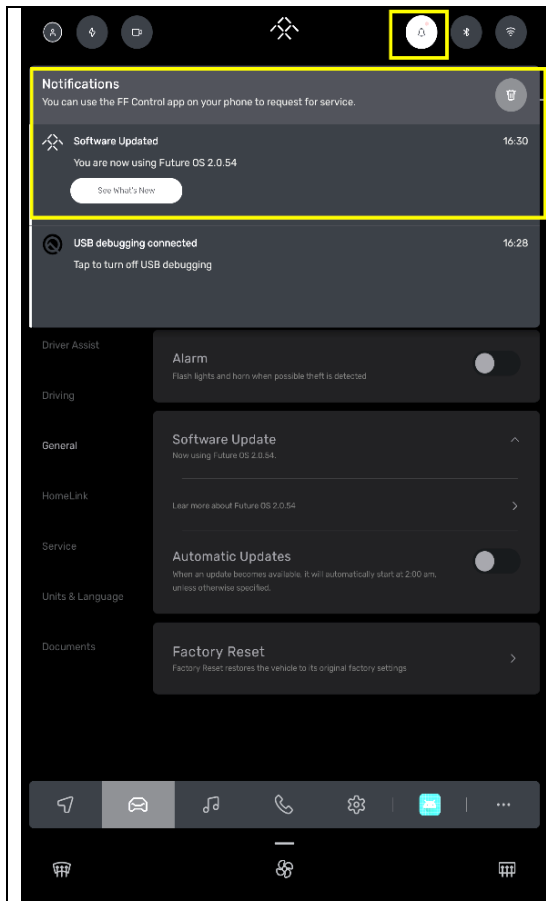 Notifications
You can use the FF Control app on your phone to request for service.
Software Updated
16:30
You are now using Future OS 2.0.54
See What's New
USB debugging connected
16:28
Tap to turn off USB debugging
Driver Assist
Driving
General
HomeLink
Service
Units & Language
Documents
Alarm
Flash lights and horn when possible theft is detected
Software Update
Now using Future OS 2.0.54.
Lear more about Future OS 2.0.54
Automatic Updates
When an update becomes available, it will automatically start at 2:00 am,
unless otherwise specified.
Factory Reset
Factory Reset restores the vehicle to its original factory settings